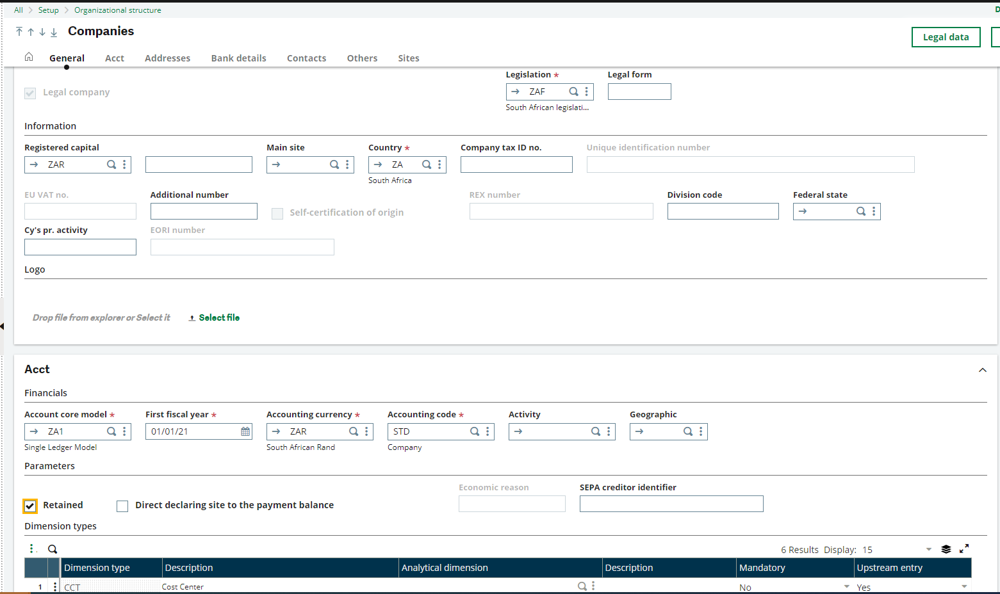 All > Setup > Organizational structure
D
Companies
Legal data
General Acct Addresses Bank details Contacts Others Sites
Legislation * Legal form
Legal company
ZAF
South African legislati...
Information
Registered capital Main site Country * Company tax ID no. Unique identification number
ZAR ZA
South Africa
EU VAT no. Additional number REX number Division code Federal state
Self-certification of origin
Cy's pr. activity EORI number
Logo
Drop file from explorer or Select it Select file
Acct
Financials
Account core model * First fiscal year * Accounting currency * Accounting code * Activity Geographic
ZA1 01/01/21 ZAR STD
Single Ledger Model South African Rand Company
Parameters
Economic reason SEPA creditor identifier
Retained Direct declaring site to the payment balance
Dimension types
6 Results Display: 15
Dimension type Description Analytical dimension Description Mandatory Upstream entry
1 CCT Cost Center No Yes